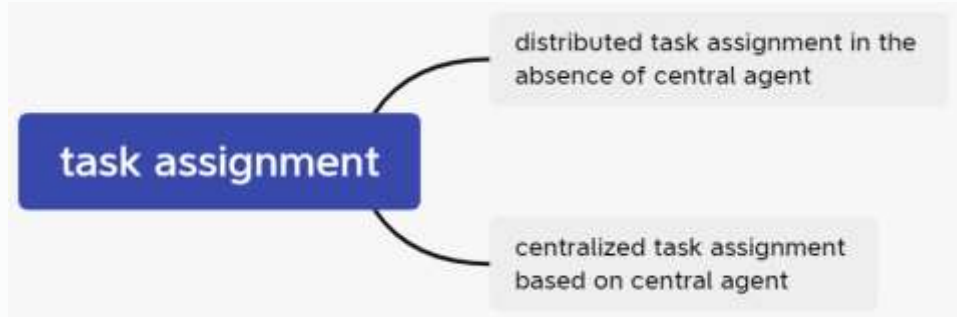 distributed task assignment in the
absence of central agent
task assignment
centralized task assignment
based on central agent